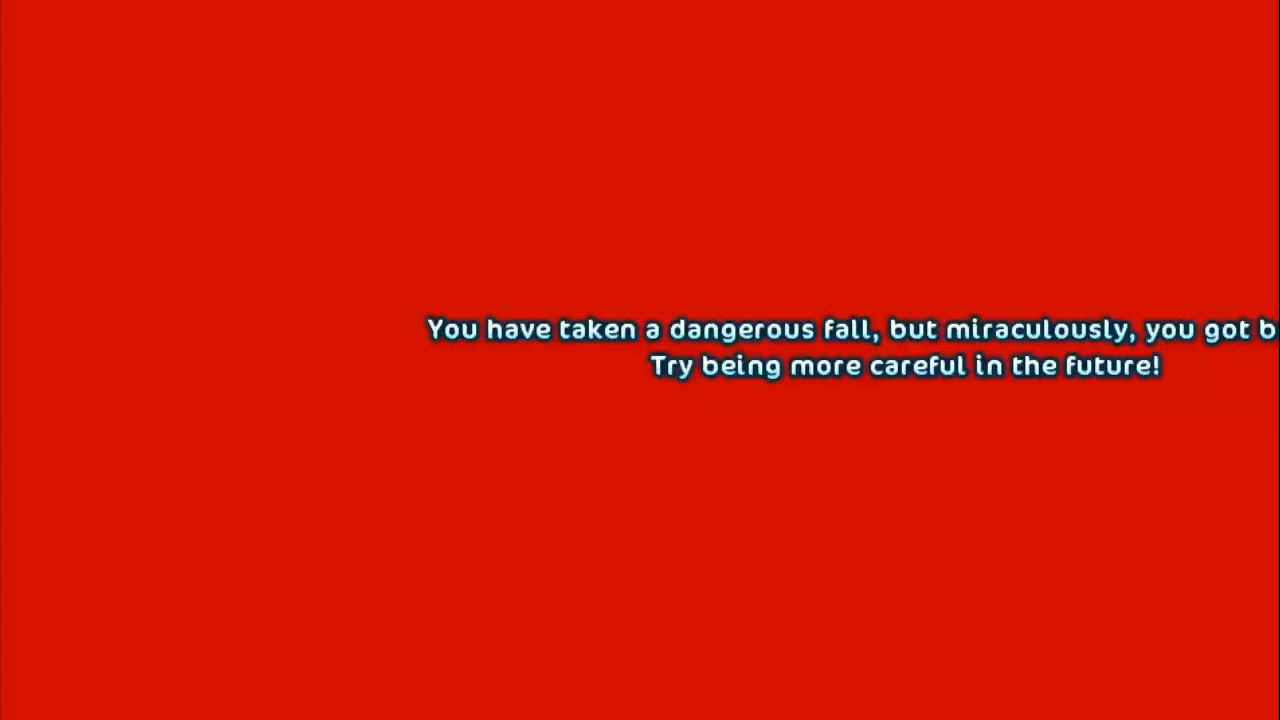 You have taken a dangerous fall, but miraculously, you got b
Try being more careful in the future!